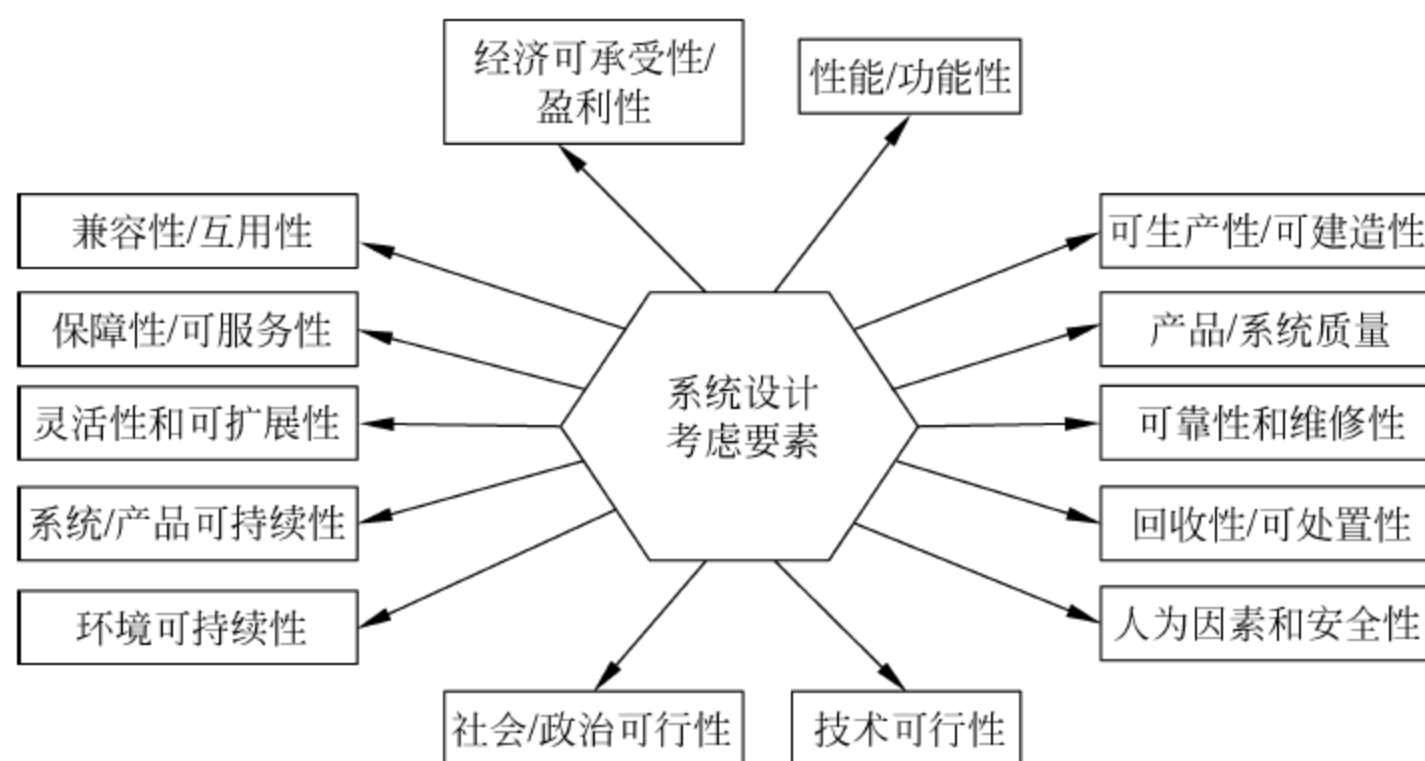 经济可承受性/
盈利性
性能/功能性
兼容性/互用性
可生产性/可建造性
保障性/可服务性
产品/系统质量
系统设计
考虑要素
灵活性和可扩展性
可靠性和维修性
系统/产品可持续性
回收性/可处置性
环境可持续性
人为因素和安全性
社会/政治可行性
技术可行性